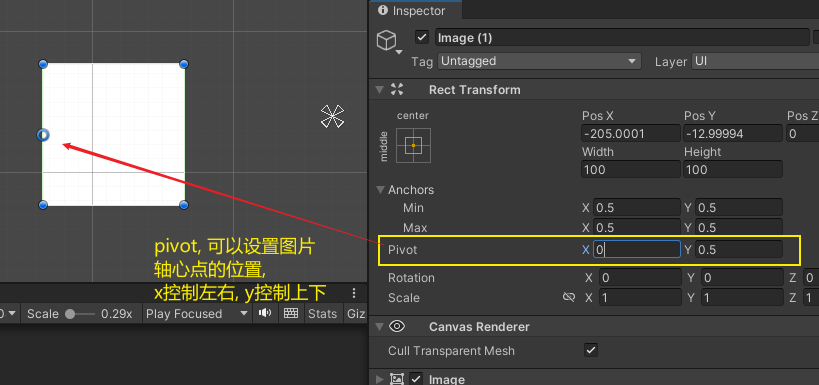 Inspector
Image (1)
Tag Untagged Layer UI
Rect Transform
center
middle
Pos X Pos Y Pos Z
-205.0001 -12.99994 0
Width Height
100 100
Anchors
Min X 0.5 Y 0.5
Max X 0.5 Y 0.5
Pivot X 0 Y 0.5
Rotation X 0 Y 0 Z 0
Scale X 1 Y 1 Z 1
Canvas Renderer
Cull Transparent Mesh
Image
pivot, 可以设置图片
轴心点的位置,
x控制左右, y控制上下
Scale 0.29x Play Focused Stats Giz